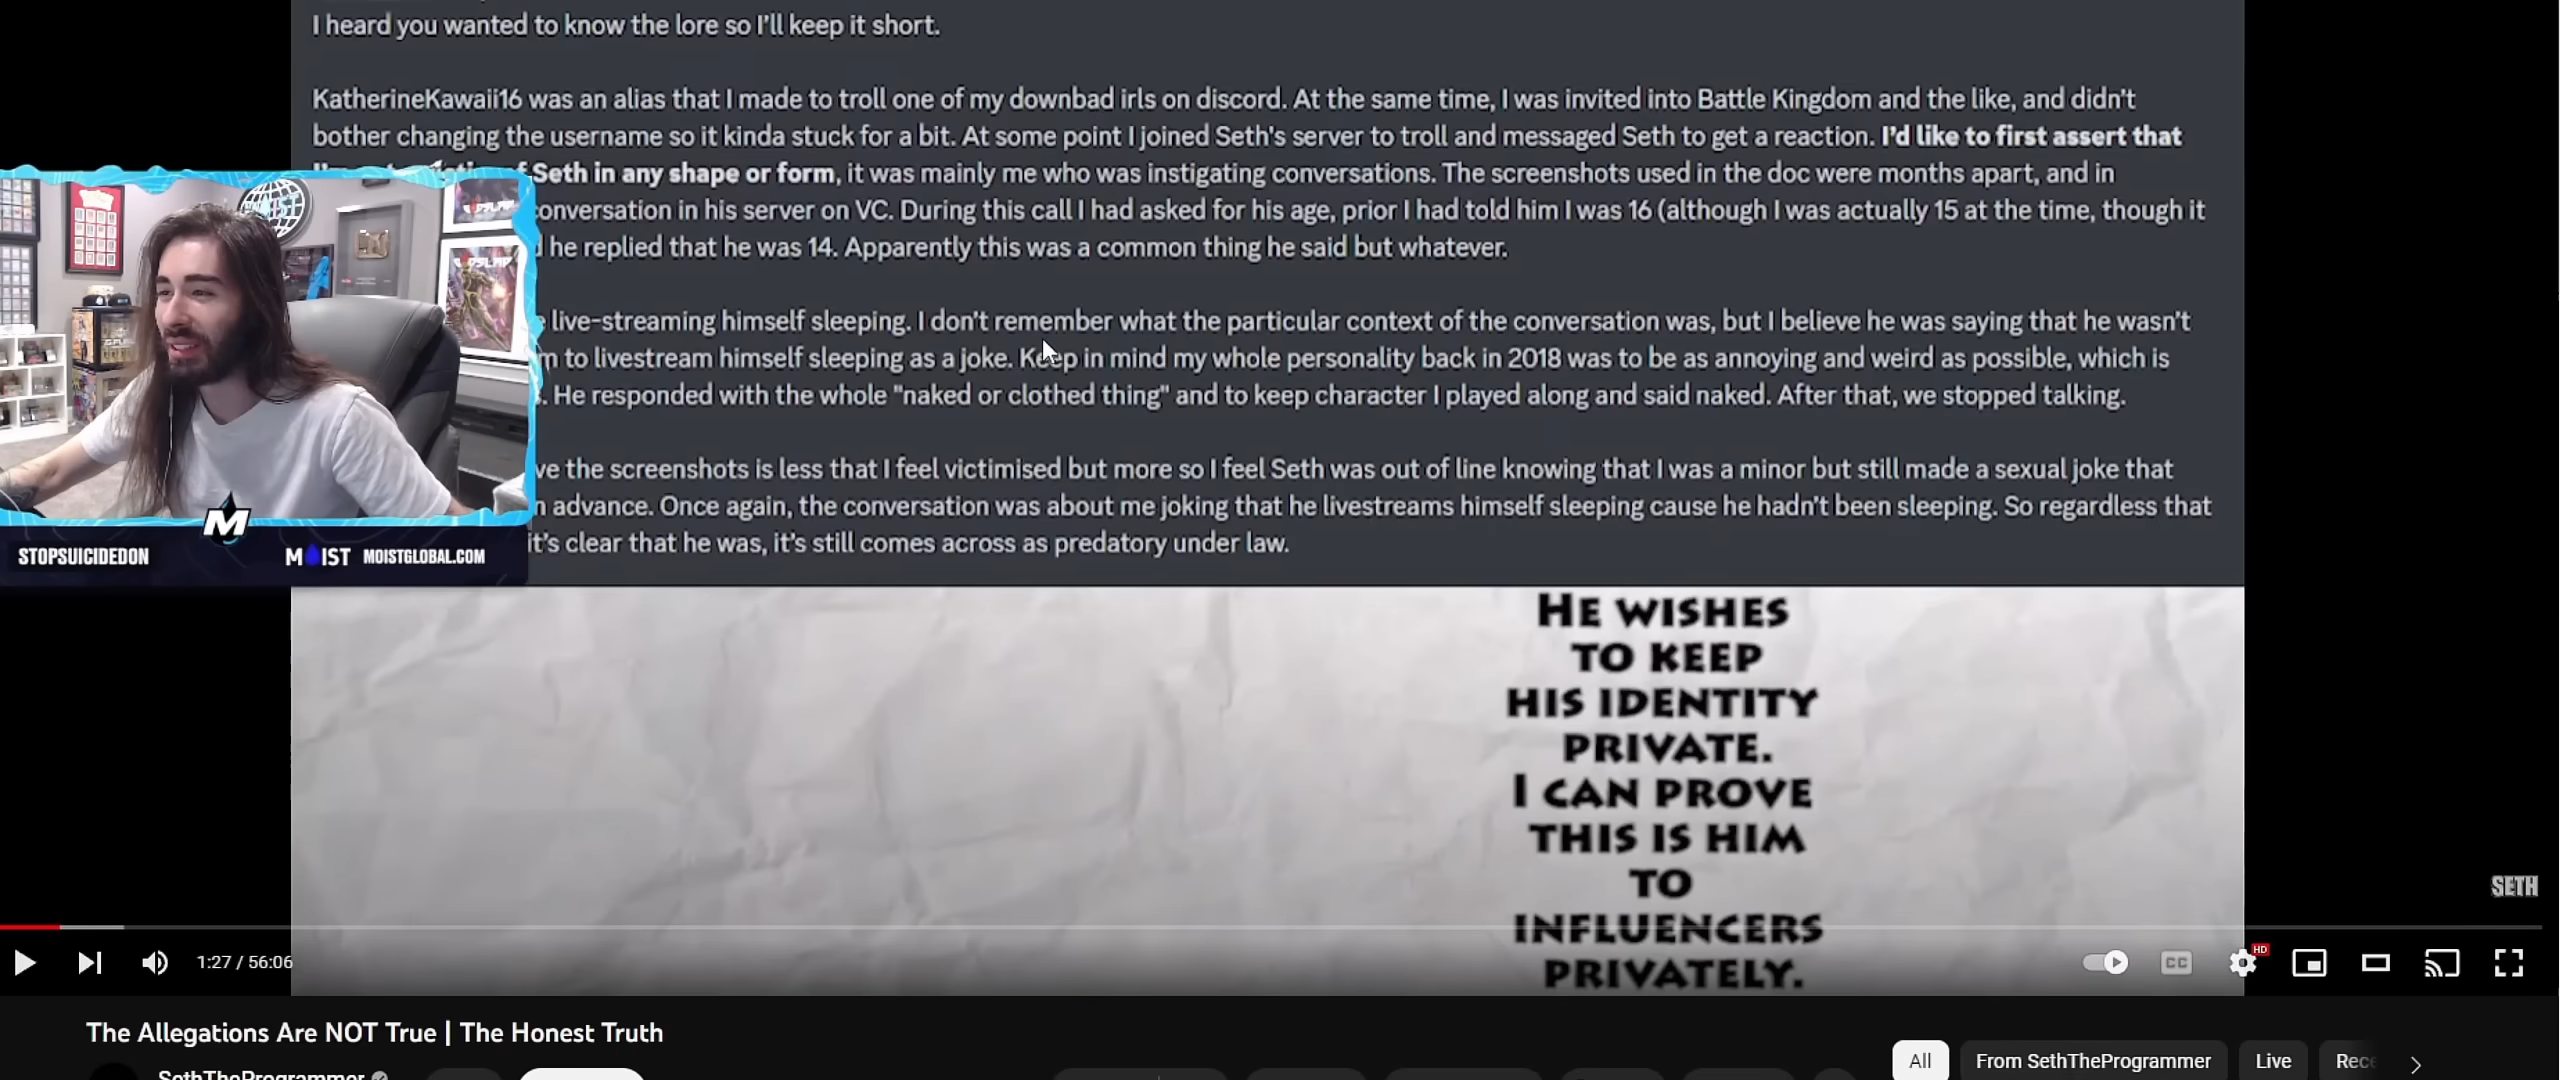 I heard you wanted to know the lore so I'll keep it short.
KatherineKawaii16 was an alias that I made to troll one of my downbad irls on discord. At the same time, I was invited into Battle Kingdom and the like, and didn't
bother changing the username so it kinda stuck for a bit. At some point I joined Seth's server to troll and messaged Seth to get a reaction. I'd like to first assert that
Seth in any shape or form, it was mainly me who was instigating conversations. The screenshots used in the doc were months apart, and in
conversation in his server on VC. During this call I had asked for his age, prior I had told him I was 16 (although I was actually 15 at the time, though it
he replied that he was 14. Apparently this was a common thing he said but whatever.
live-streaming himself sleeping. I don't remember what the particular context of the conversation was, but I believe he was saying that he wasn't
to livestream himself sleeping as a joke. Keep in mind my whole personality back in 2018 was to be as annoying and weird as possible, which is
He responded with the whole "naked or clothed thing" and to keep character I played along and said naked. After that, we stopped talking.
the screenshots is less that I feel victimised but more so I feel Seth was out of line knowing that I was a minor but still made a sexual joke that
advance. Once again, the conversation was about me joking that he livestreams himself sleeping cause he hadn't been sleeping. So regardless that
it's clear that he was, it's still comes across as predatory under law.
M
STOPSUICIDEDON
MOIST MOISTGLOBAL.COM
HE WISHES
TO KEEP
HIS IDENTITY
PRIVATE.
I CAN PROVE
THIS IS HIM
TO
INFLUENCERS
PRIVATELY.
SETH
1:27 / 56:06
CC
HD
The Allegations Are NOT True | The Honest Truth
SethTheProgrammer
All
From SethTheProgrammer
Live